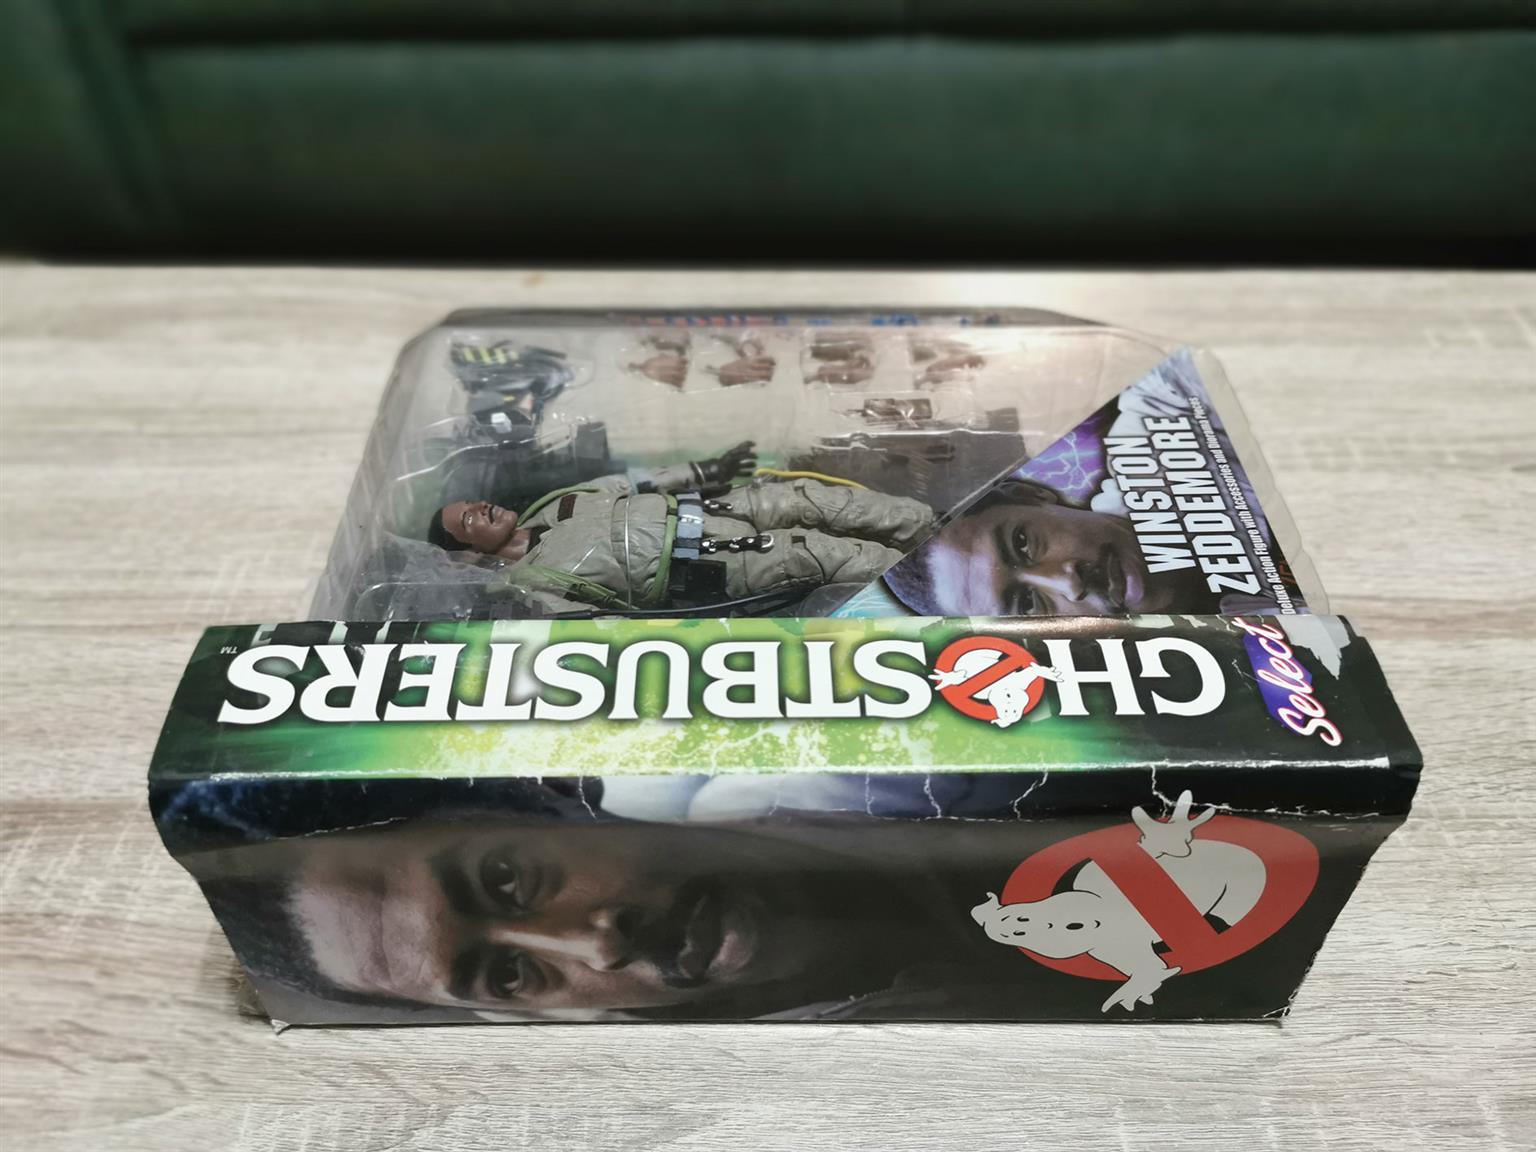 GHOSTBUSTERS
™
Select
WINSTON
ZEDDEMORE
Deluxe Action Figure with Accessories and Diorama Pieces